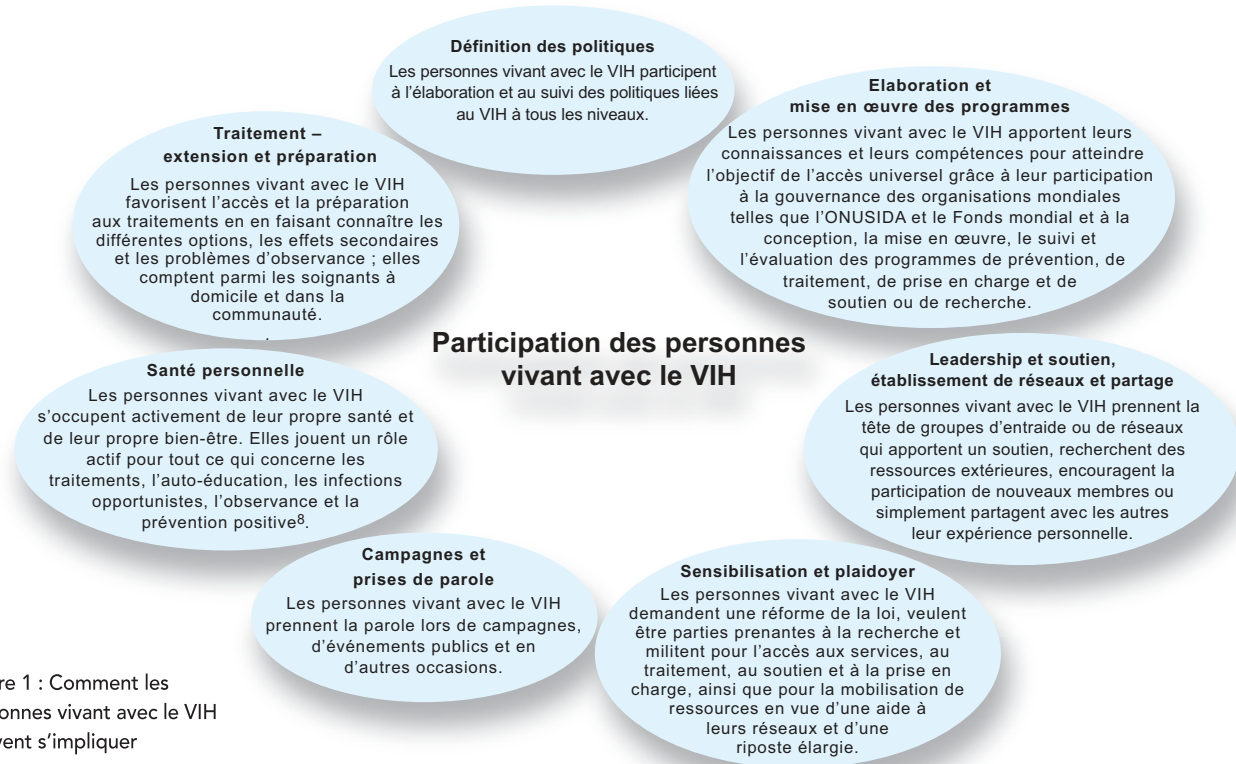 Définition des politiques
Les personnes vivant avec le VIH participent
à l’élaboration et au suivi des politiques liées
au VIH à tous les niveaux.
Elaboration et
mise en œuvre des programmes
Les personnes vivant avec le VIH apportent leurs
connaissances et leurs compétences pour atteindre
l’objectif de l’accès universel grâce à leur participation
à la gouvernance des organisations mondiales
telles que l’ONUSIDA et le Fonds mondial et à la
conception, la mise en œuvre, le suivi et
l’évaluation des programmes de prévention, de
traitement, de prise en charge et de
soutien ou de recherche.
Traitement –
extension et préparation
Les personnes vivant avec le VIH
favorisent l’accès et la préparation
aux traitements en en faisant connaître les
différentes options, les effets secondaires
et les problèmes d’observance ; elles
comptent parmi les soignants à
domicile et dans la
communauté.
.
Participation des personnes
vivant avec le VIH
Leadership et soutien,
établissement de réseaux et partage
Les personnes vivant avec le VIH prennent la
tête de groupes d’entraide ou de réseaux
qui apportent un soutien, recherchent des
ressources extérieures, encouragent la
participation de nouveaux membres ou
simplement partagent avec les autres
leur expérience personnelle.
Santé personnelle
Les personnes vivant avec le VIH
s’occupent activement de leur propre santé et
de leur propre bien-être. Elles jouent un rôle
actif pour tout ce qui concerne les
traitements, l’auto-éducation, les infections
opportunistes, l’observance et la
prévention positive⁸.
Campagnes et
prises de parole
Les personnes vivant avec le VIH
prennent la parole lors de campagnes,
d’événements publics et en
d’autres occasions.
Sensibilisation et plaidoyer
Les personnes vivant avec le VIH
demandent une réforme de la loi, veulent
être parties prenantes à la recherche et
militent pour l’accès aux services, au
traitement, au soutien et à la prise en
charge, ainsi que pour la mobilisation de
ressources en vue d’une aide à
leurs réseaux et d’une
riposte élargie.
re 1 : Comment les
onnes vivant avec le VIH
vent s’impliquer